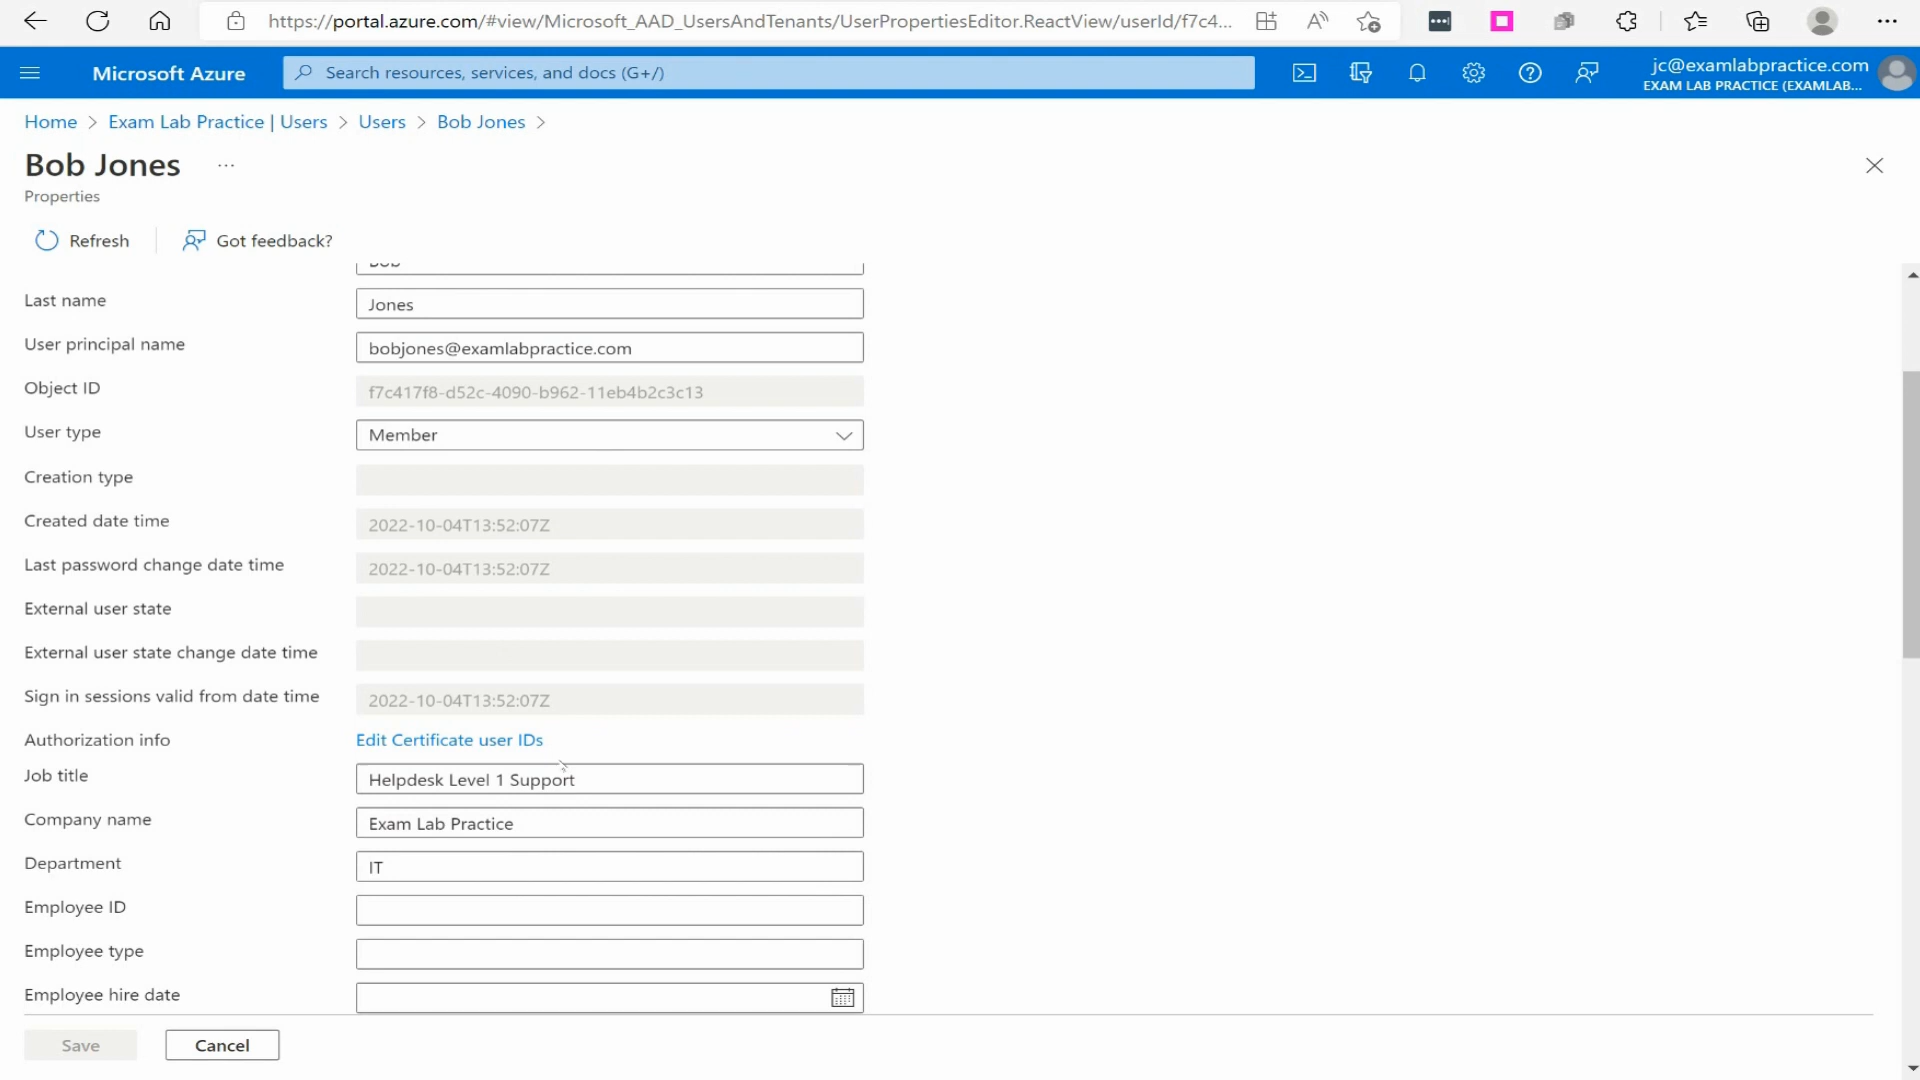 https://portal.azure.com/#view/Microsoft_AAD_UsersAndTenants/UserPropertiesEditor.ReactView/userId/f7c4...
Microsoft Azure
Search resources, services, and docs (G+/)
jc@examlabpractice.com
EXAM LAB PRACTICE (EXAMLAB...
Home > Exam Lab Practice | Users > Users > Bob Jones >
Bob Jones ...
Properties
Refresh
Got feedback?
Bob
Last name
Jones
User principal name
bobjones@examlabpractice.com
Object ID
f7c417f8-d52c-4090-b962-11eb4b2c3c13
User type
Member
Creation type
Created date time
2022-10-04T13:52:07Z
Last password change date time
2022-10-04T13:52:07Z
External user state
External user state change date time
Sign in sessions valid from date time
2022-10-04T13:52:07Z
Authorization info
Edit Certificate user IDs
Job title
Helpdesk Level 1 Support
Company name
Exam Lab Practice
Department
IT
Employee ID
Employee type
Employee hire date
Save
Cancel